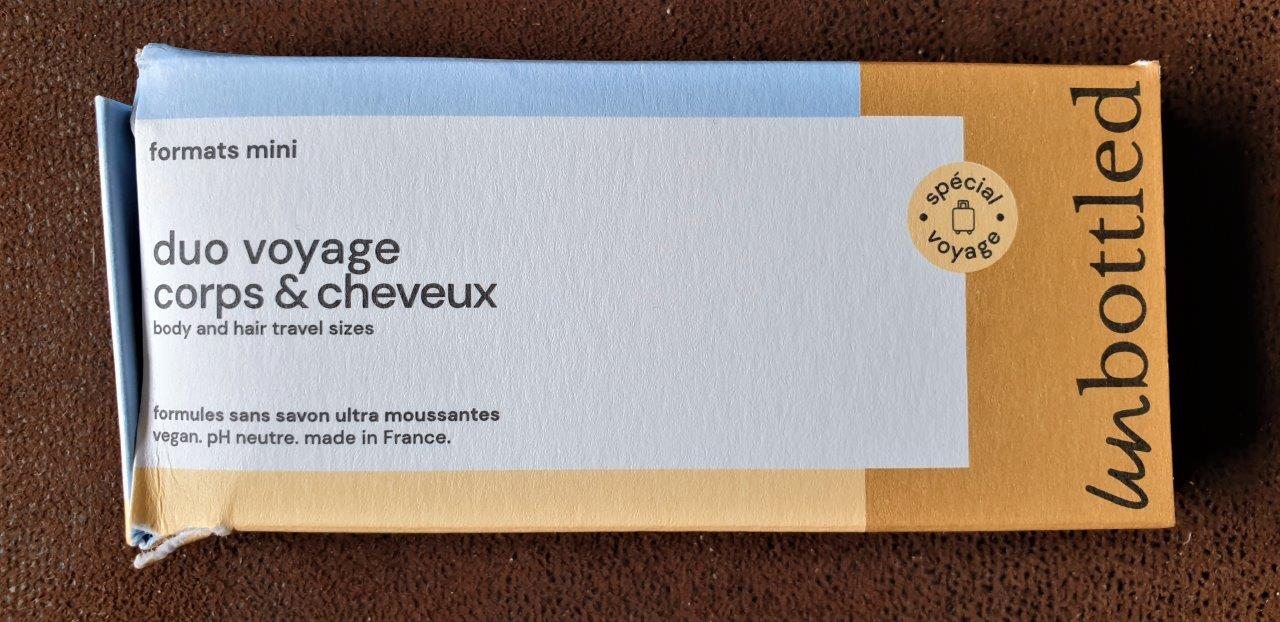 formats mini
duo voyage
corps & cheveux
body and hair travel sizes
formules sans savon ultra moussantes
vegan. pH neutre. made in France.
spécial
voyage
unbottled